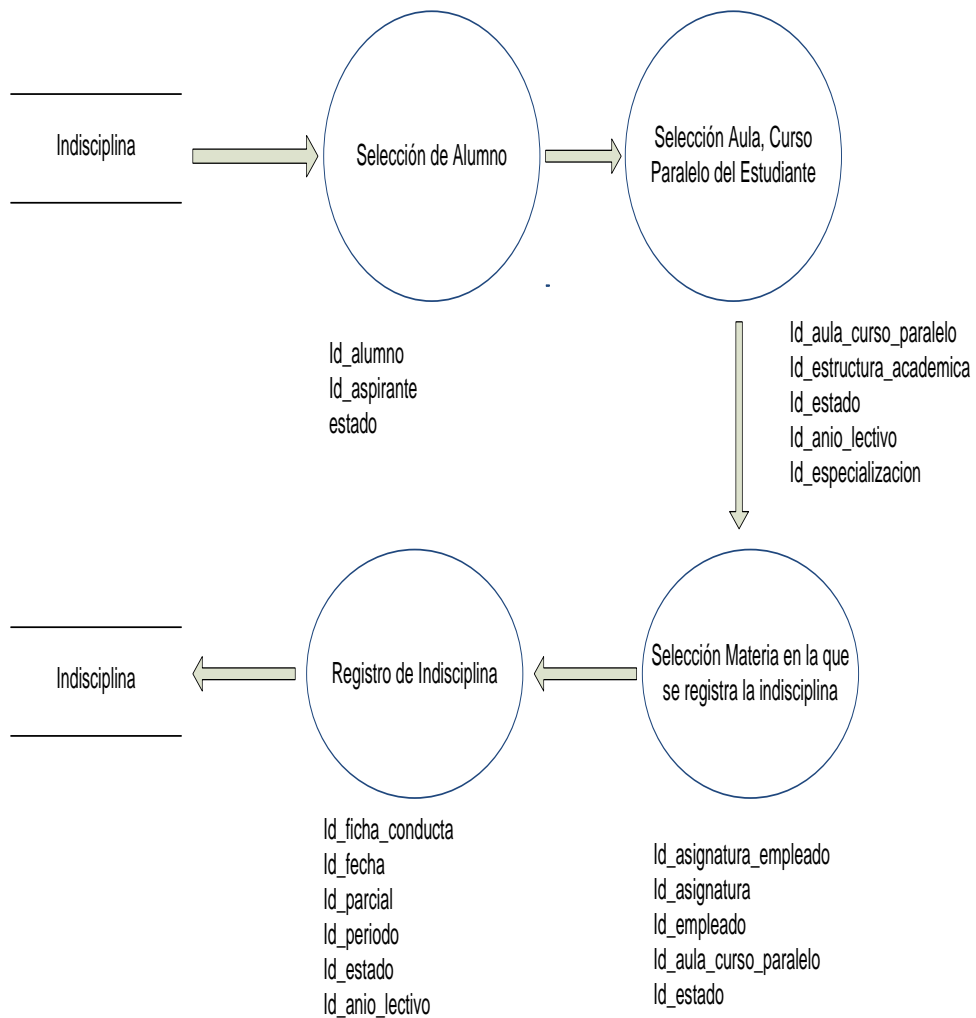 Indisciplina
Selección de Alumno
Selección Aula, Curso
Paralelo del Estudiante
Id_alumno
Id_aspirante
estado
Id_aula_curso_paralelo
Id_estructura_academica
Id_estado
Id_anio_lectivo
Id_especializacion
Indisciplina
Registro de Indisciplina
Selección Materia en la que
se registra la indisciplina
Id_ficha_conducta
Id_fecha
Id_parcial
Id_periodo
Id_estado
Id_anio_lectivo
Id_asignatura_empleado
Id_asignatura
Id_empleado
Id_aula_curso_paralelo
Id_estado